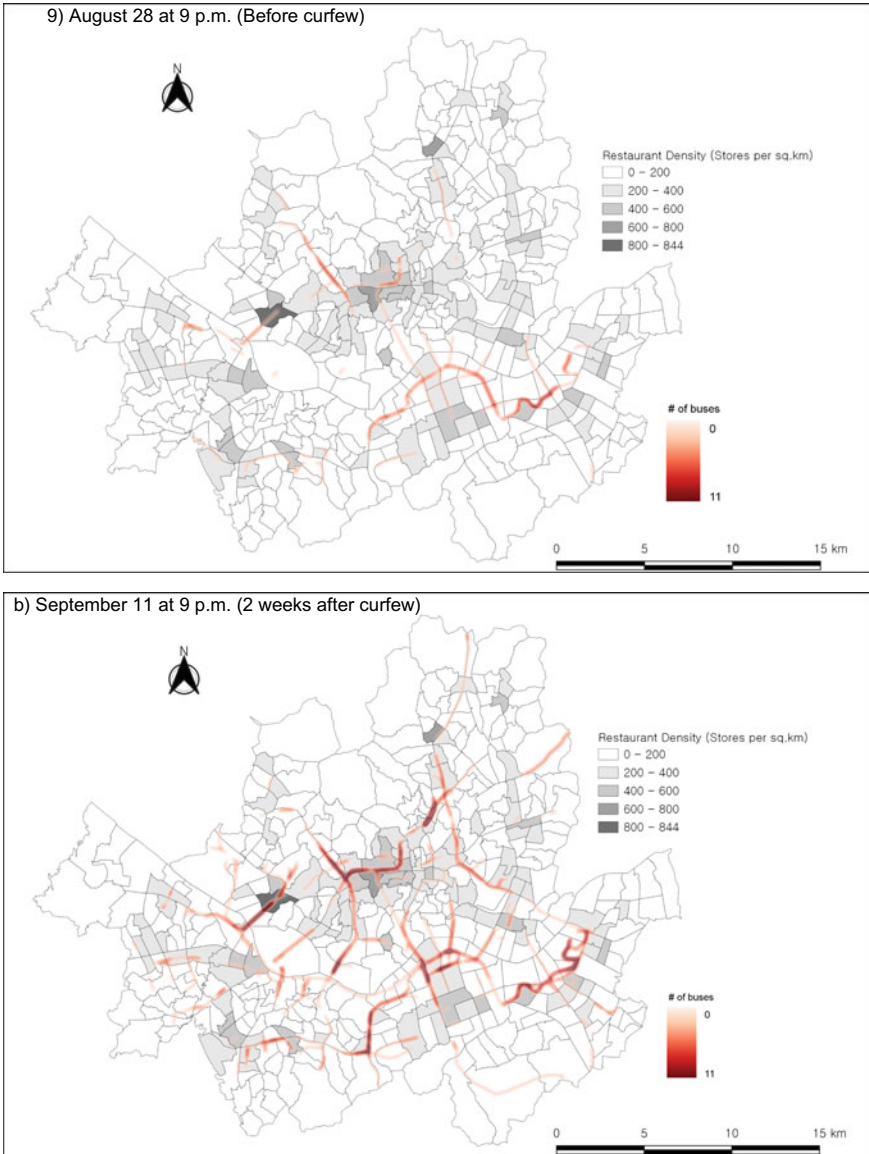 9) August 28 at 9 p.m. (Before curfew)
N
Restaurant Density (Stores per sq.km)
0 - 200
200 - 400
400 - 600
600 - 800
800 - 844
# of buses
0
11
0 5 10 15 km
b) September 11 at 9 p.m. (2 weeks after curfew)
N
Restaurant Density (Stores per sq.km)
0 - 200
200 - 400
400 - 600
600 - 800
800 - 844
# of buses
0
11
0 5 10 15 km